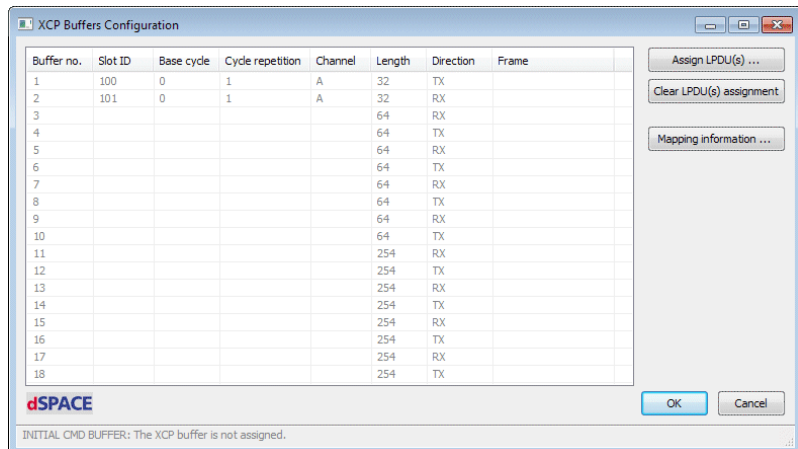 XCP Buffers Configuration
Buffer no. Slot ID Base cycle Cycle repetition Channel Length Direction Frame
1 100 0 1 A 32 TX
2 101 0 1 A 32 RX
3 64 RX
4 64 TX
5 64 RX
6 64 TX
7 64 RX
8 64 TX
9 64 RX
10 64 TX
11 254 RX
12 254 TX
13 254 RX
14 254 TX
15 254 RX
16 254 TX
17 254 RX
18 254 TX
Assign LPDU(s) ...
Clear LPDU(s) assignment
Mapping information ...
dSPACE
OK Cancel
INITIAL CMD BUFFER: The XCP buffer is not assigned.